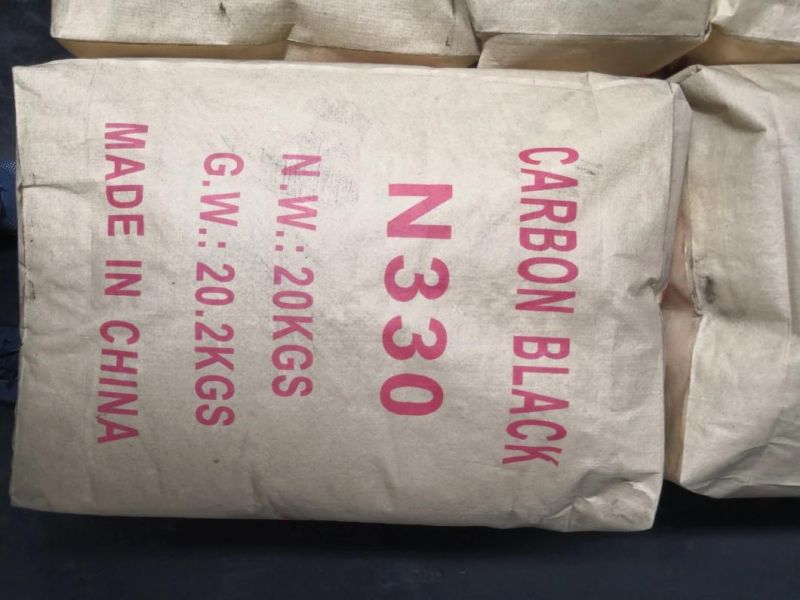 CARBON BLACK
N330
N.W.: 20KGS
G.W.: 20.2KGS
MADE IN CHINA